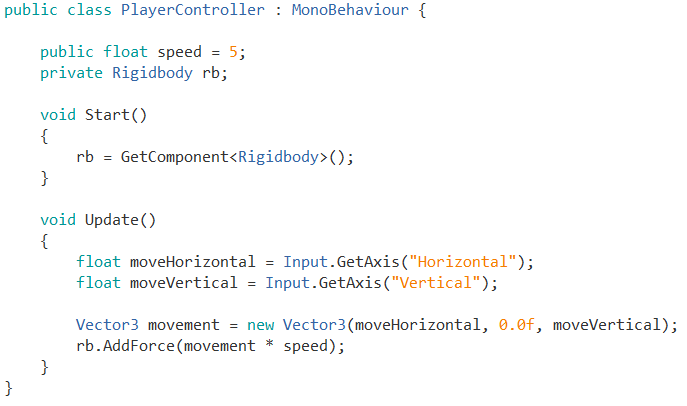 public class PlayerController : MonoBehaviour {
public float speed = 5;
private Rigidbody rb;
void Start()
{
rb = GetComponent<Rigidbody>();
}
void Update()
{
float moveHorizontal = Input.GetAxis("Horizontal");
float moveVertical = Input.GetAxis("Vertical");
Vector3 movement = new Vector3(moveHorizontal, 0.0f, moveVertical);
rb.AddForce(movement * speed);
}
}